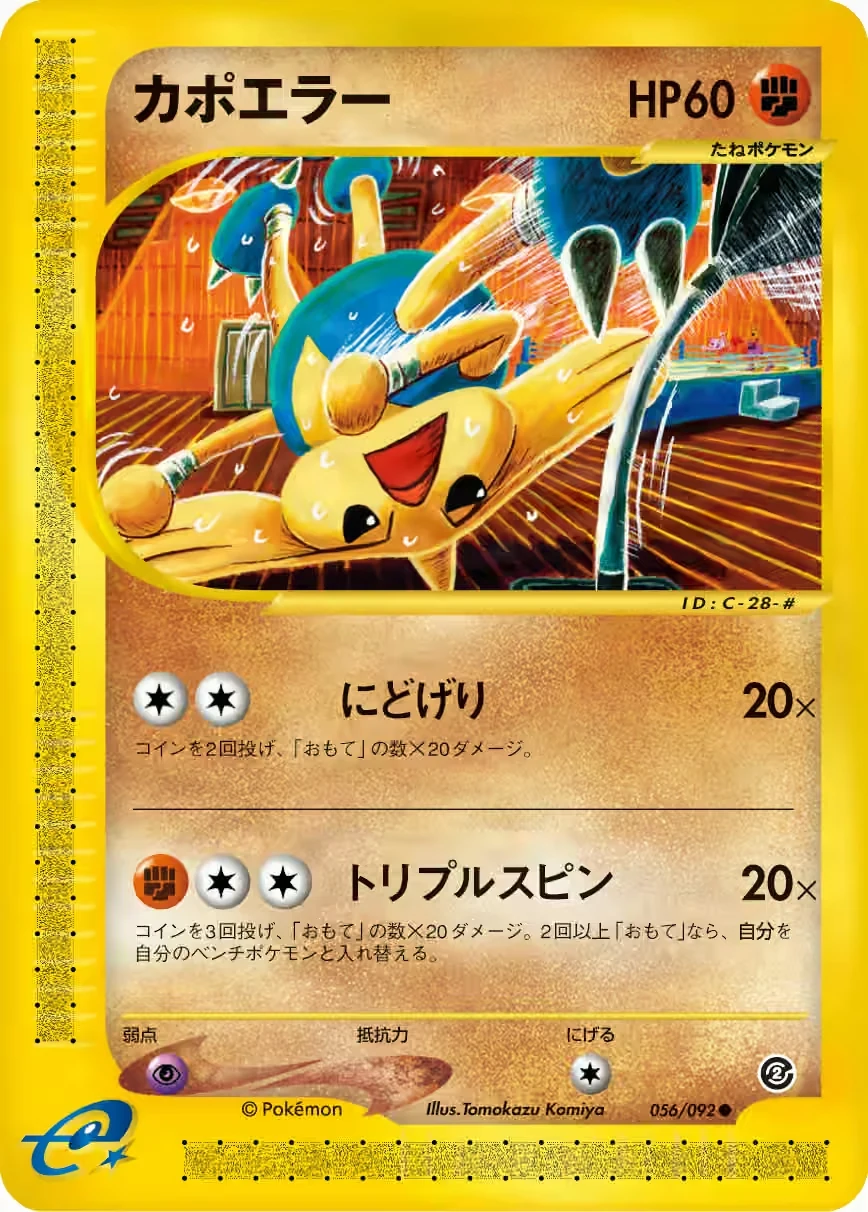 カポエラー
HP60
たねポケモン
ID:C-28-#
にどげり
20×
コインを2回投げ、「おもて」の数×20ダメージ。
トリプルスピン
20×
コインを3回投げ、「おもて」の数×20ダメージ。2回以上「おもて」なら、自分を
自分のベンチポケモンと入れ替える。
弱点
抵抗力
にげる
2
© Pokémon
Illus.Tomokazu Komiya
056/092●
e